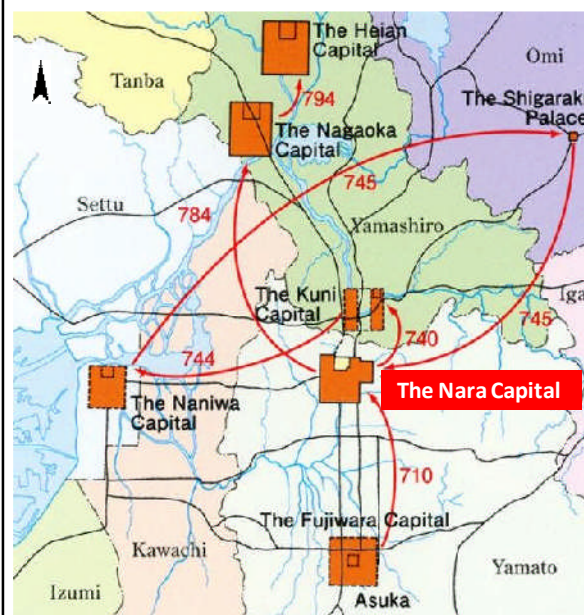 The Heian
Capital
Omi
Tanba
794
The Shigaraki
Palace
The Nagaoka
Capital
745
Settu
784
Yamashiro
The Kuni
Capital
Iga
745
740
744
The Nara Capital
The Naniwa
Capital
710
The Fujiwara Capital
Kawachi
Yamato
Izumi
Asuka